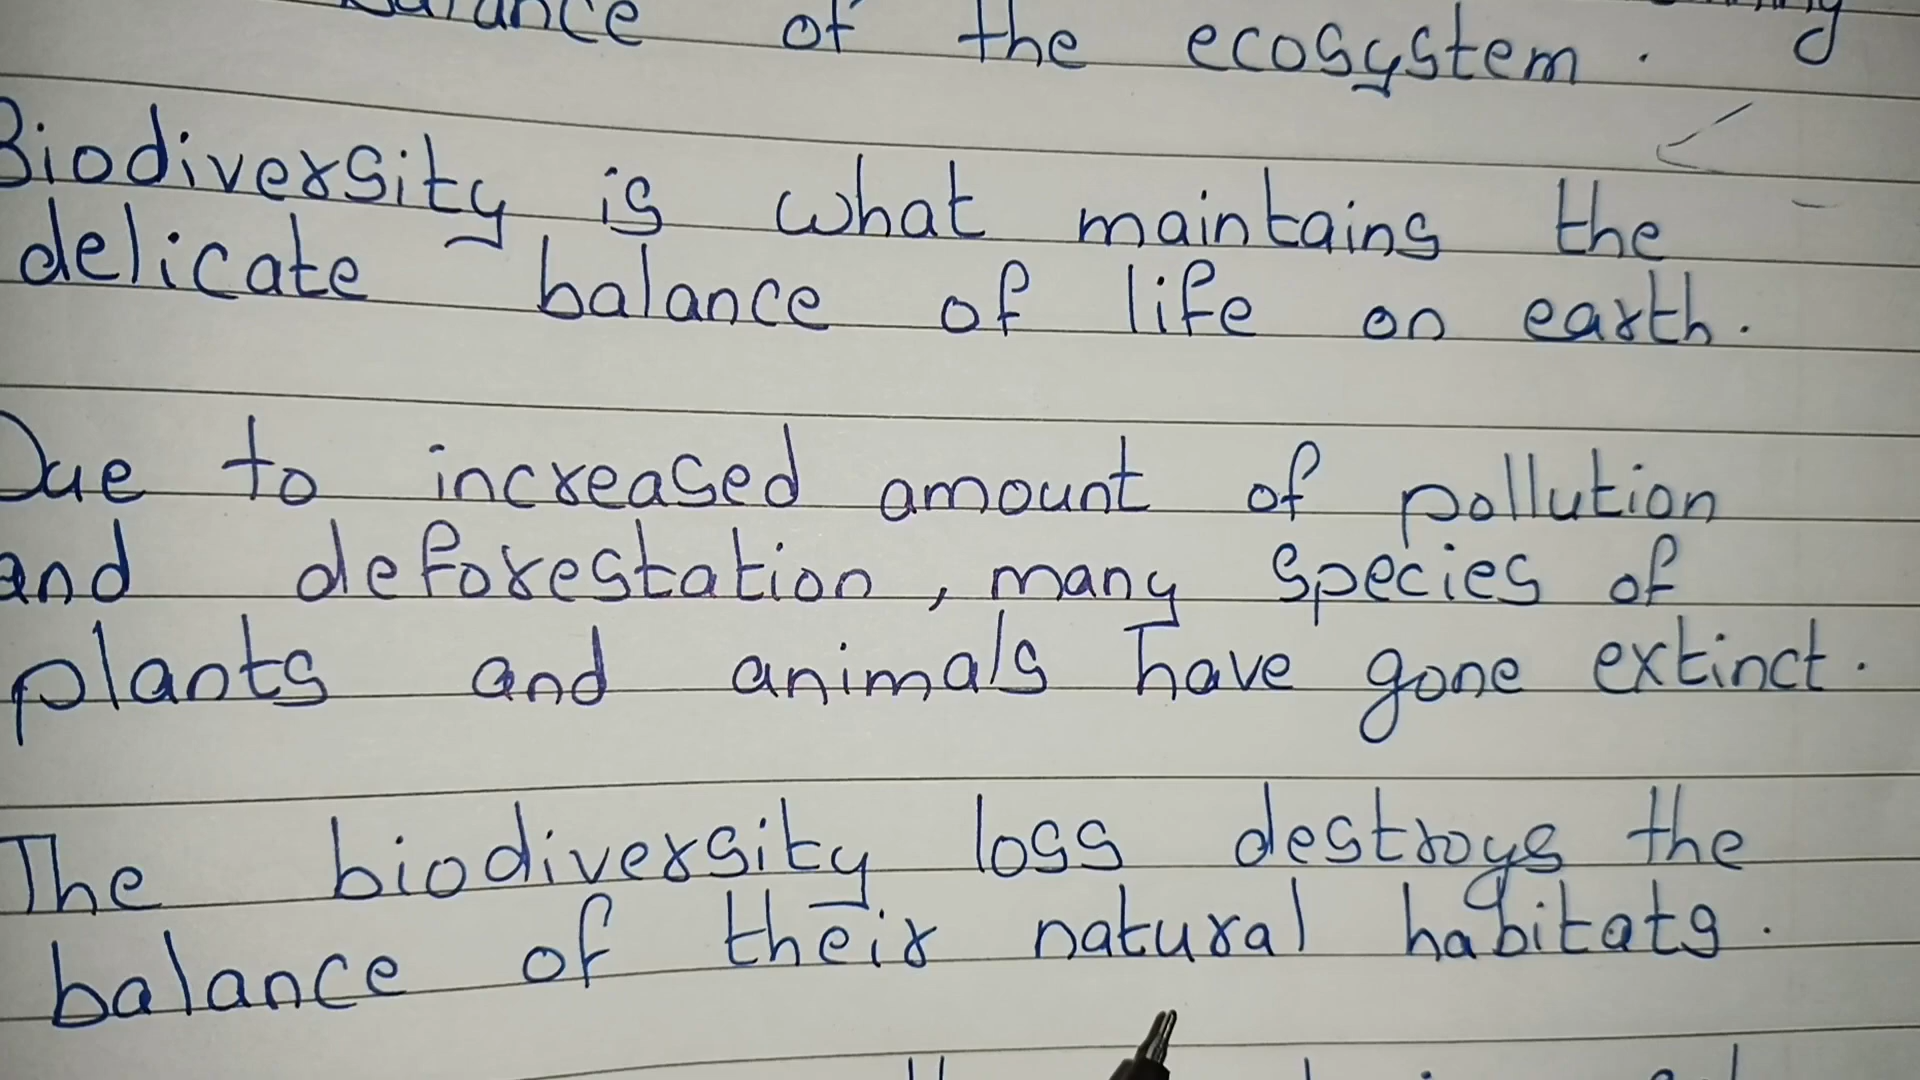 balance of the ecosystem.
Biodiversity is what maintains the
delicate balance of life on earth.
Due to increased amount of pollution
and deforestation, many species of
plants and animals have gone extinct.
The biodiversity loss destroys the
balance of their natural habitats.